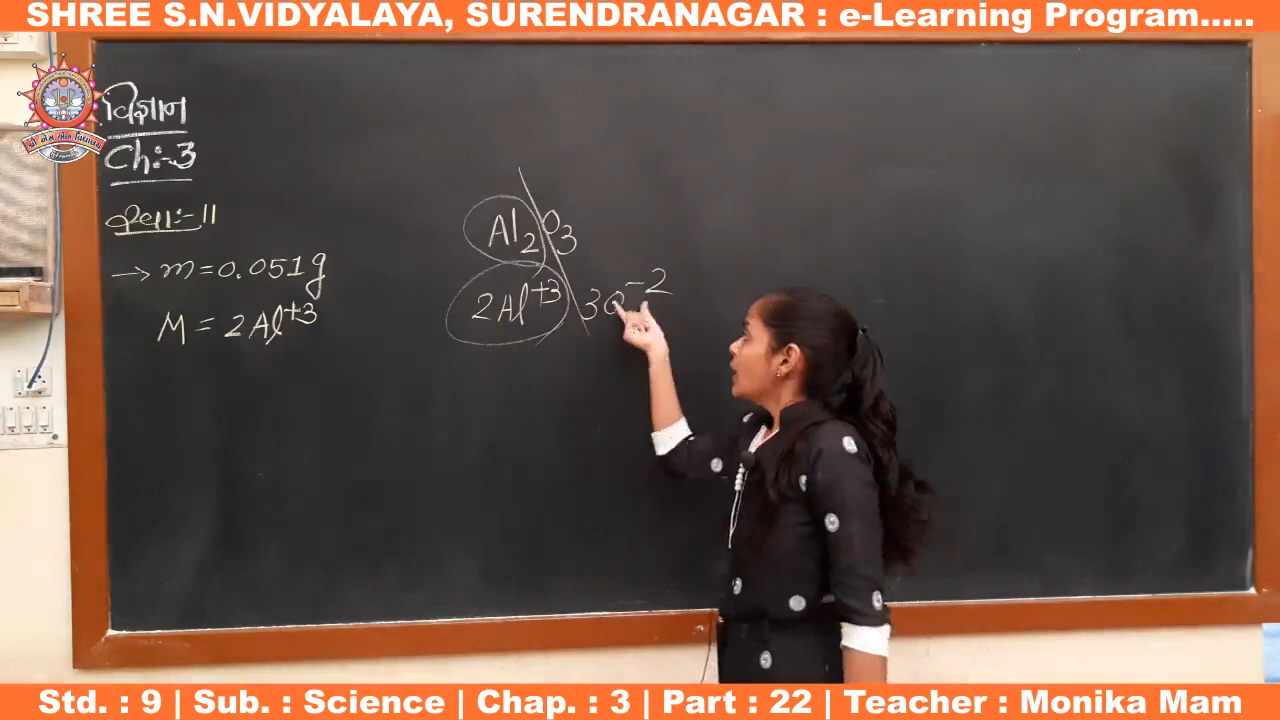 SHREE S.N.VIDYALAYA, SURENDRANAGAR : e-Learning Program.....
विज्ञान
Ch:-3
→ m=0.051g
M = 2Al+3
Al2O3
2Al+3 3O-2
Std. : 9 | Sub. : Science | Chap. : 3 | Part : 22 | Teacher : Monika Mam